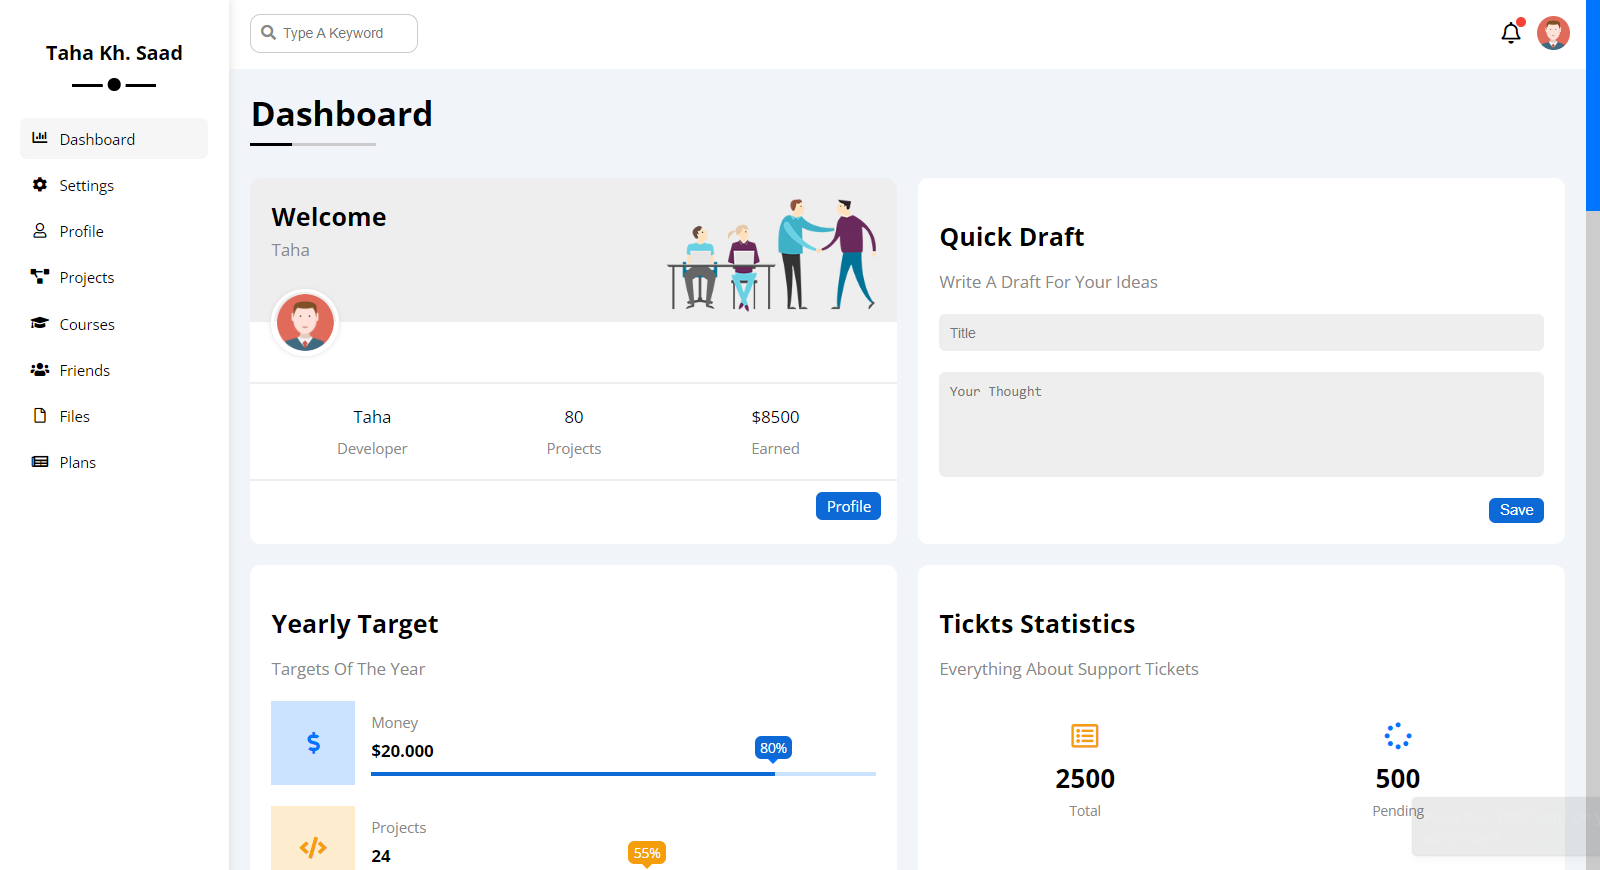 Taha Kh. Saad
Dashboard
Settings
Profile
Projects
Courses
Friends
Files
Plans
Type A Keyword
Dashboard
Welcome
Taha
Taha
Developer
80
Projects
$8500
Earned
Profile
Quick Draft
Write A Draft For Your Ideas
Title
Your Thought
Save
Yearly Target
Targets Of The Year
Money
$20.000
80%
Projects
24
55%
Tickts Statistics
Everything About Support Tickets
2500
Total
500
Pending